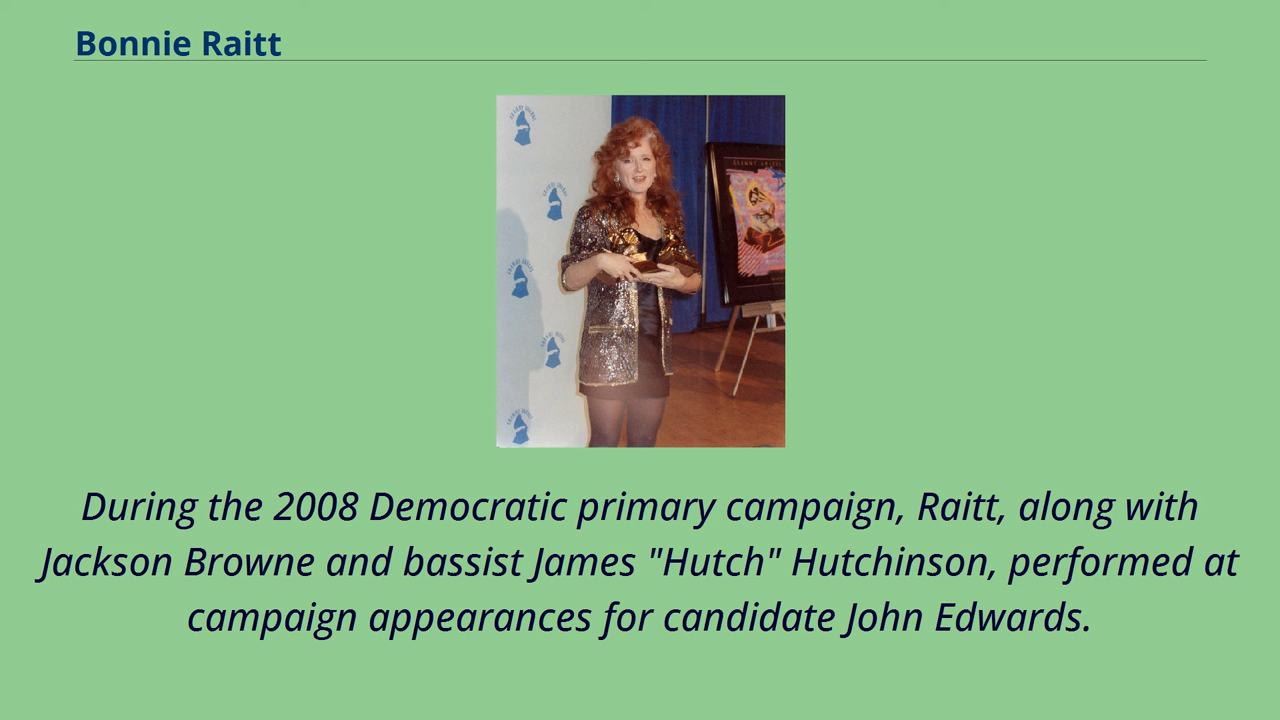 Bonnie Raitt
During the 2008 Democratic primary campaign, Raitt, along with
Jackson Browne and bassist James "Hutch" Hutchinson, performed at
campaign appearances for candidate John Edwards.